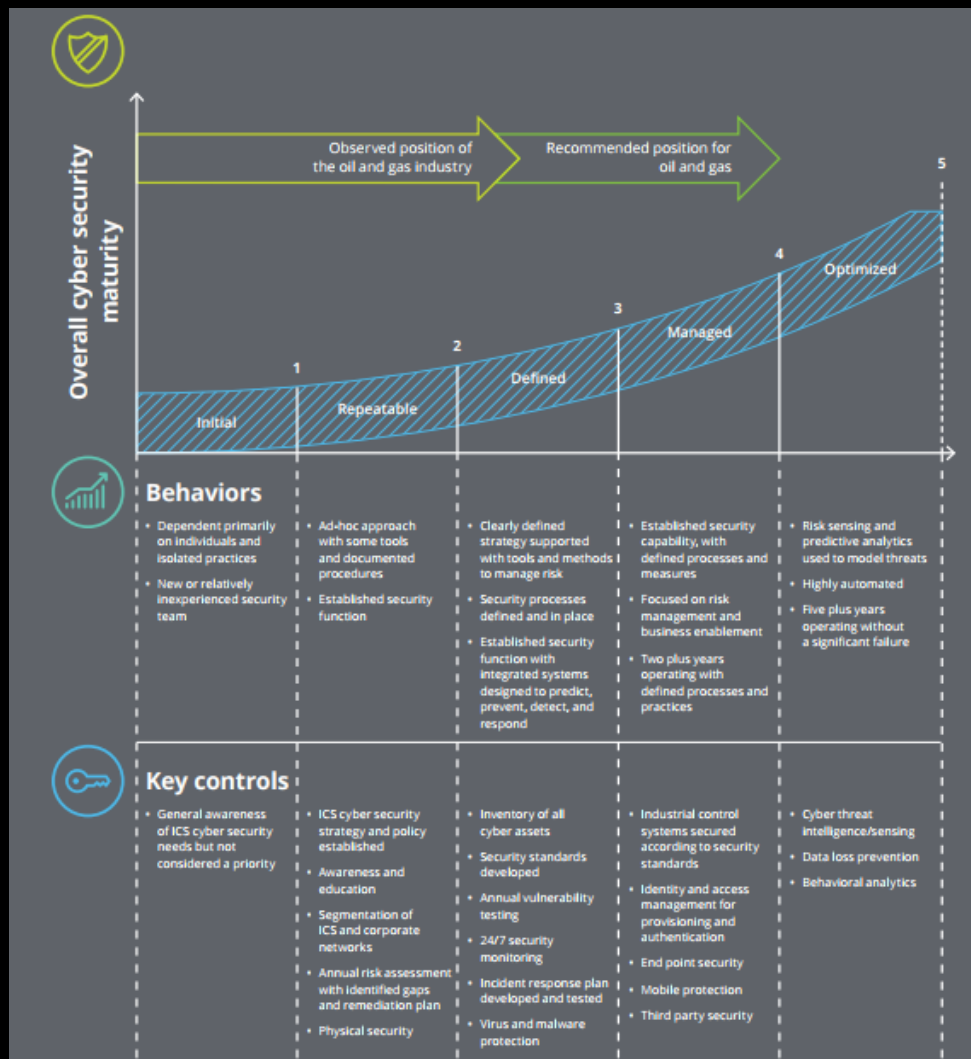 Overall cyber security
maturity
Observed position of
the oil and gas industry
Recommended position for
oil and gas
1
2
3
4
5
Initial
Repeatable
Defined
Managed
Optimized
Behaviors
• Dependent primarily
on individuals and
isolated practices
• New or relatively
inexperienced security
team
• Ad-hoc approach
with some tools
and documented
procedures
• Established security
function
• Clearly defined
strategy supported
with tools and methods
to manage risk
• Security processes
defined and in place
• Established security
function with
integrated systems
designed to predict,
prevent, detect, and
respond
• Established security
capability, with
defined processes and
measures
• Focused on risk
management and
business enablement
• Two plus years
operating with
defined processes and
practices
• Risk sensing and
predictive analytics
used to model threats
• Highly automated
• Five plus years
operating without
a significant failure
Key controls
• General awareness
of ICS cyber security
needs but not
considered a priority
• ICS cyber security
strategy and policy
established
• Awareness and
education
• Segmentation of
ICS and corporate
networks
• Annual risk assessment
with identified gaps
and remediation plan
• Physical security
• Inventory of all
cyber assets
• Security standards
developed
• Annual vulnerability
testing
• 24/7 security
monitoring
• Incident response plan
developed and tested
• Virus and malware
protection
• Industrial control
systems secured
according to security
standards
• Identity and access
management for
provisioning and
authentication
• End point security
• Mobile protection
• Third party security
• Cyber threat
intelligence/sensing
• Data loss prevention
• Behavioral analytics